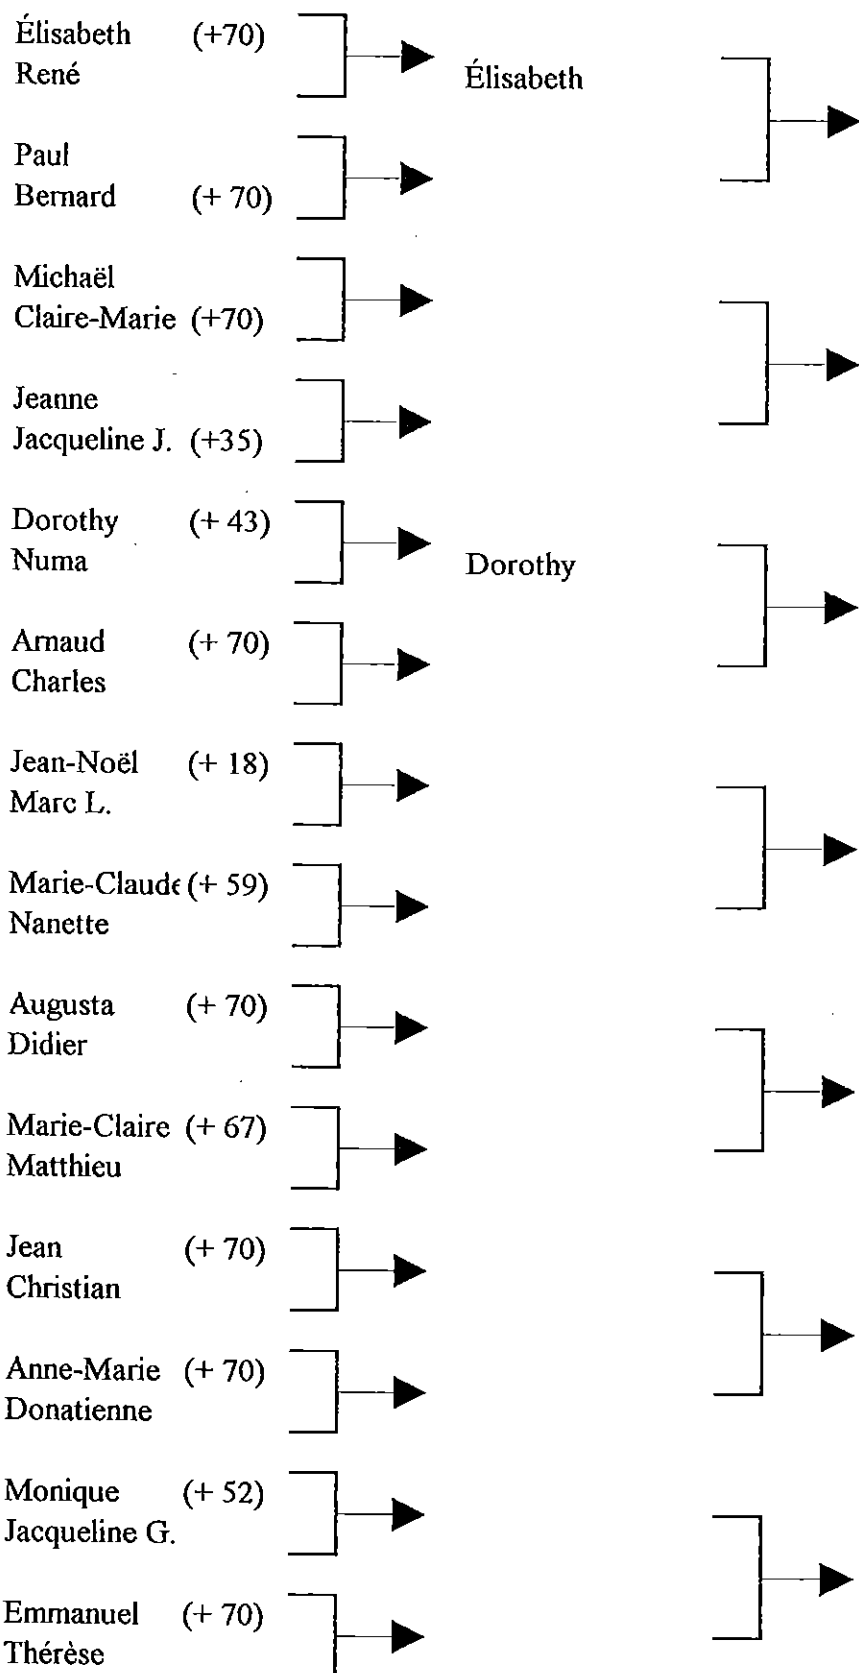 Élisabeth (+70)
René
Élisabeth
Paul
Bernard (+ 70)
Michaël
Claire-Marie (+70)
Jeanne
Jacqueline J. (+35)
Dorothy (+ 43)
Numa
Dorothy
Arnaud (+ 70)
Charles
Jean-Noël (+ 18)
Marc L.
Marie-Claude (+ 59)
Nanette
Augusta (+ 70)
Didier
Marie-Claire (+ 67)
Matthieu
Jean (+ 70)
Christian
Anne-Marie (+ 70)
Donatienne
Monique (+ 52)
Jacqueline G.
Emmanuel (+ 70)
Thérèse